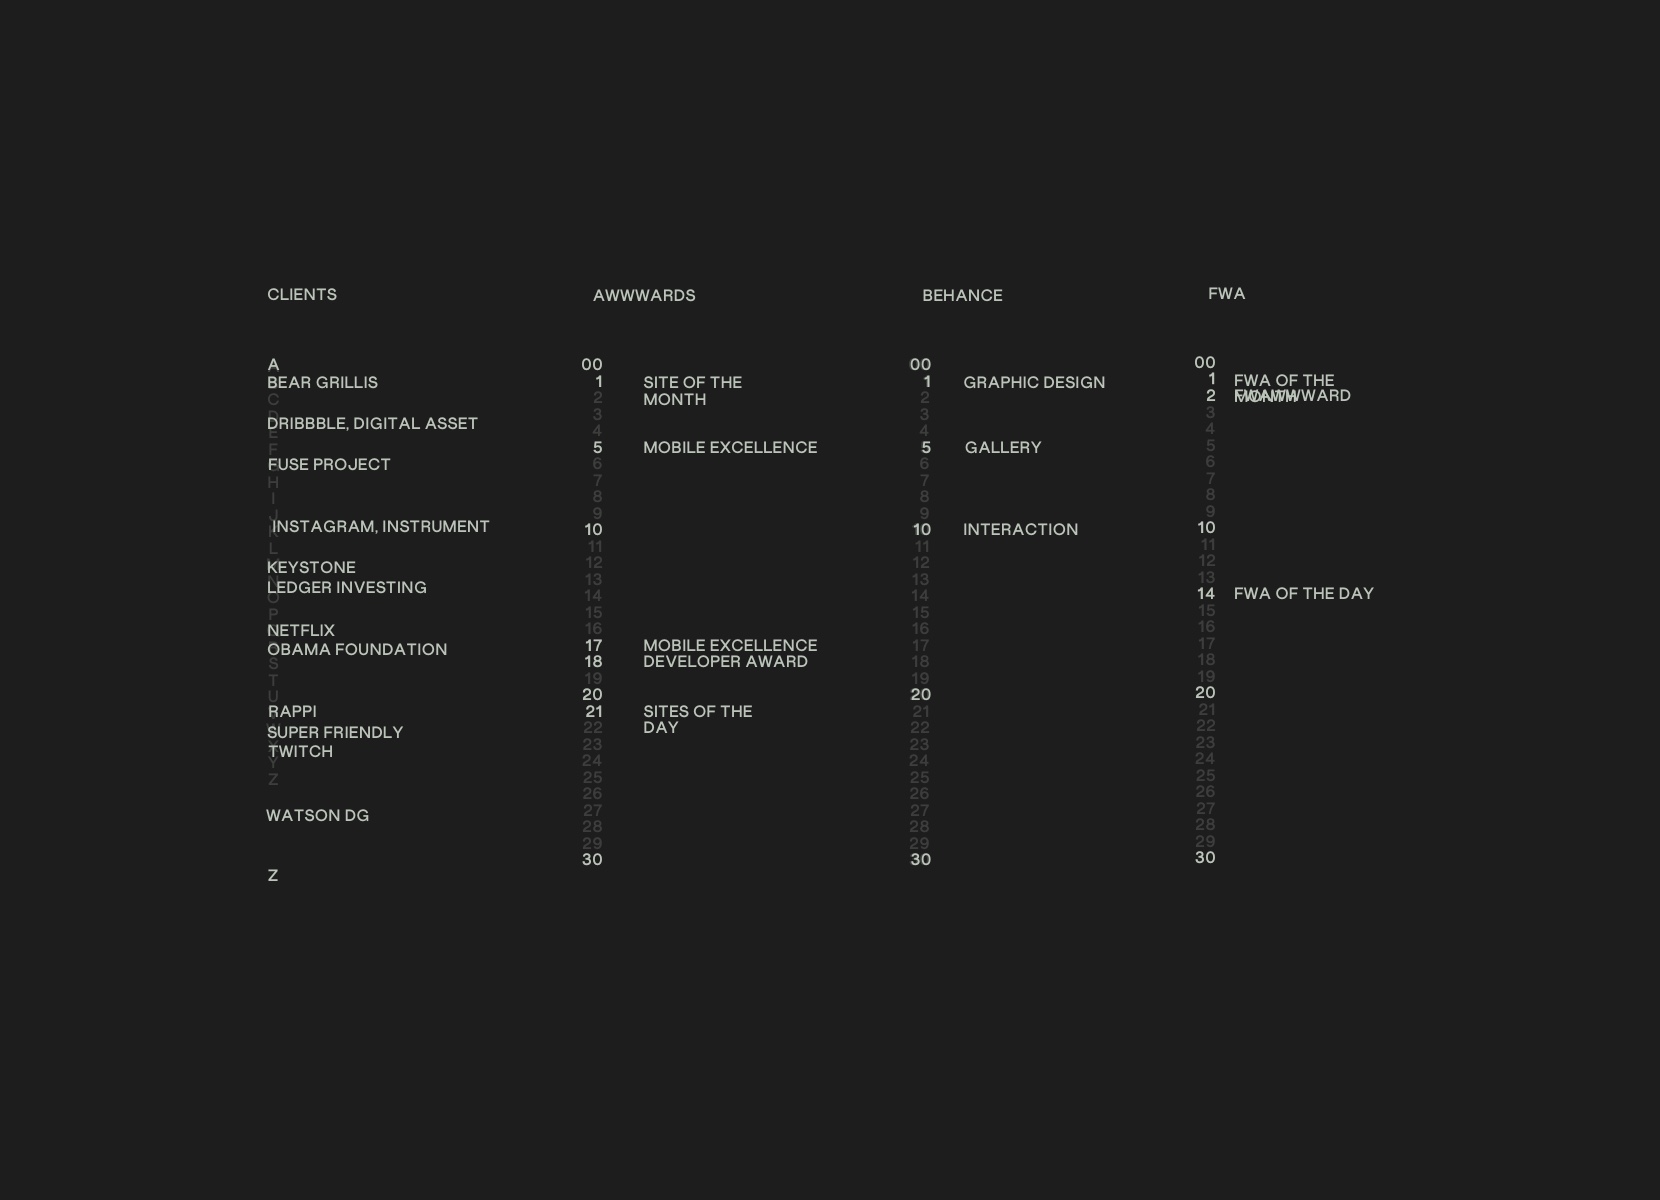 CLIENTS
A
BEAR GRILLIS
C
DRIBBBLE, DIGITAL ASSET
E
FUSE PROJECT
H
I
J
INSTAGRAM, INSTRUMENT
K
L
KEYSTONE
LEDGER INVESTING
O
P
NETFLIX
OBAMA FOUNDATION
S
T
U
RAPPI
SUPER FRIENDLY
TWITCH
Y
Z
WATSON DG
Z
AWWWARDS
00
1 SITE OF THE
2 MONTH
3
4
5 MOBILE EXCELLENCE
6
7
8
9
10
11
12
13
14
15
16
17 MOBILE EXCELLENCE
18 DEVELOPER AWARD
19
20
21 SITES OF THE
22 DAY
23
24
25
26
27
28
29
30
BEHANCE
00
1 GRAPHIC DESIGN
2
3
4
5 GALLERY
6
7
8
9
10 INTERACTION
11
12
13
14
15
16
17
18
19
20
21
22
23
24
25
26
27
28
29
30
FWA
00
1 FWA OF THE
MONTH
2
3
4
5
6
7
8
9
10
11
12
13
14 FWA OF THE DAY
15
16
17
18
19
20
21
22
23
24
25
26
27
28
29
30